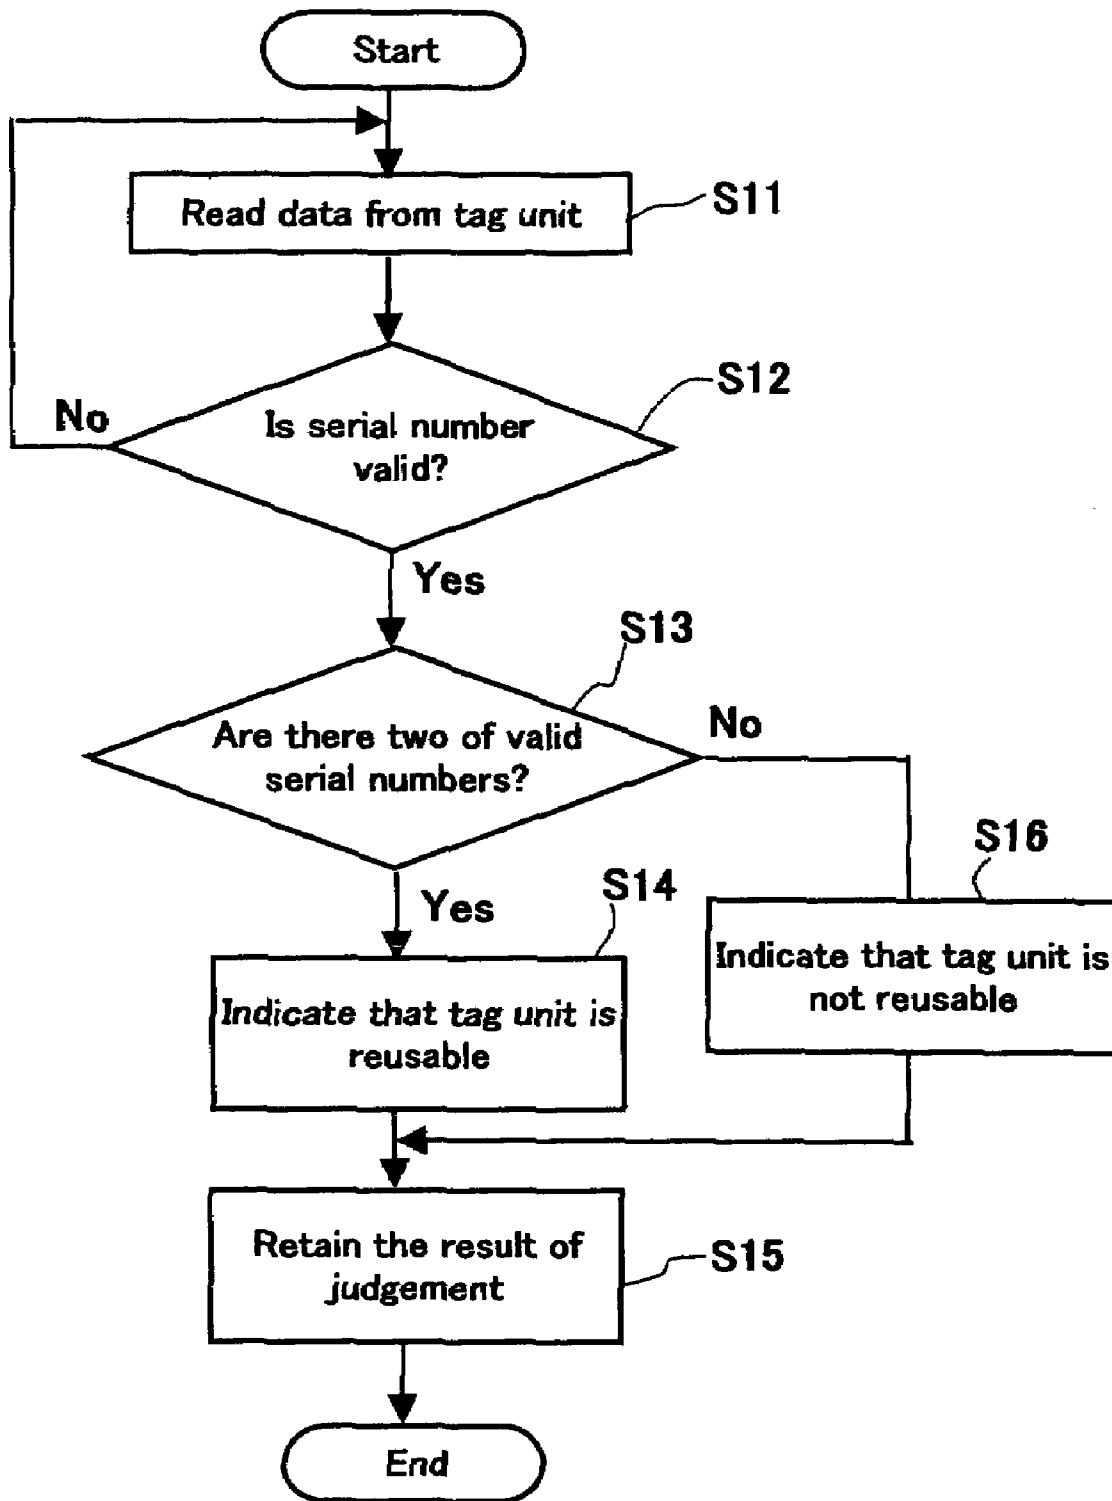 Start
Read data from tag unit
S11
S12
No
Is serial number
valid?
Yes
S13
Are there two of valid
serial numbers?
No
S16
S14
Yes
Indicate that tag unit is
not reusable
Indicate that tag unit is
reusable
Retain the result of
judgement
S15
End